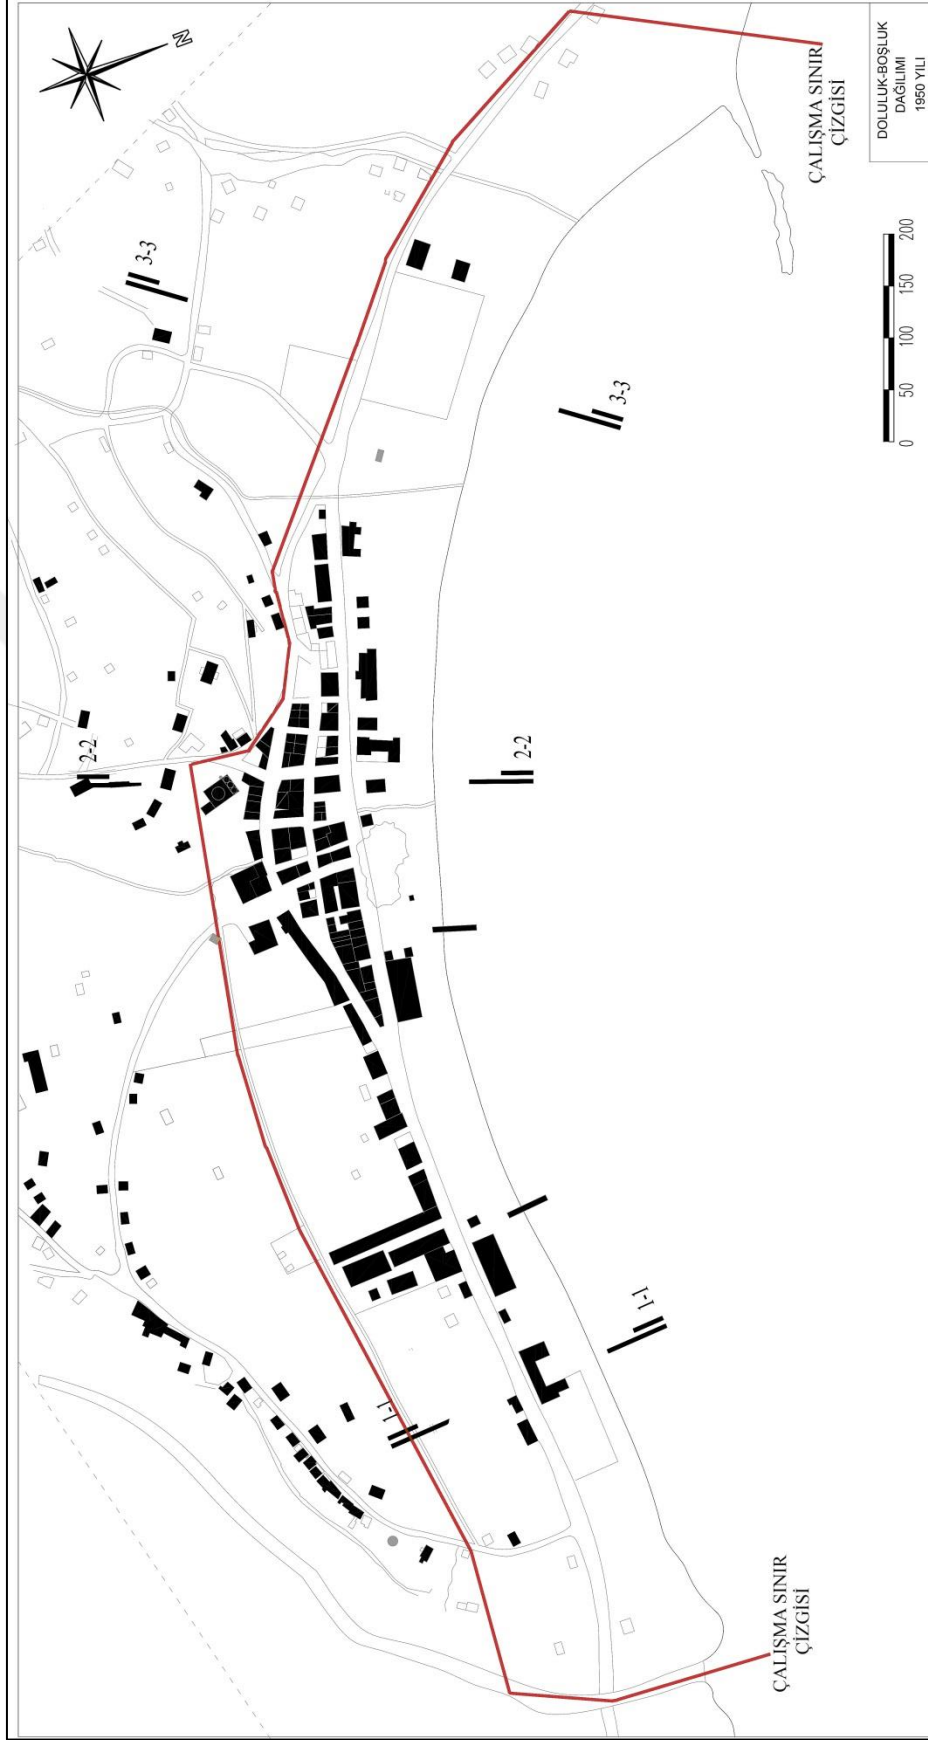 N
3-3
2-2
ÇALIŞMA SINIR
ÇİZGİSİ
DOLULUK-BOŞLUK
DAĞILIMI
1950 YILI
0 50 100 150 200
3-3
2-2
1-1
1-1
ÇALIŞMA SINIR
ÇİZGİSİ